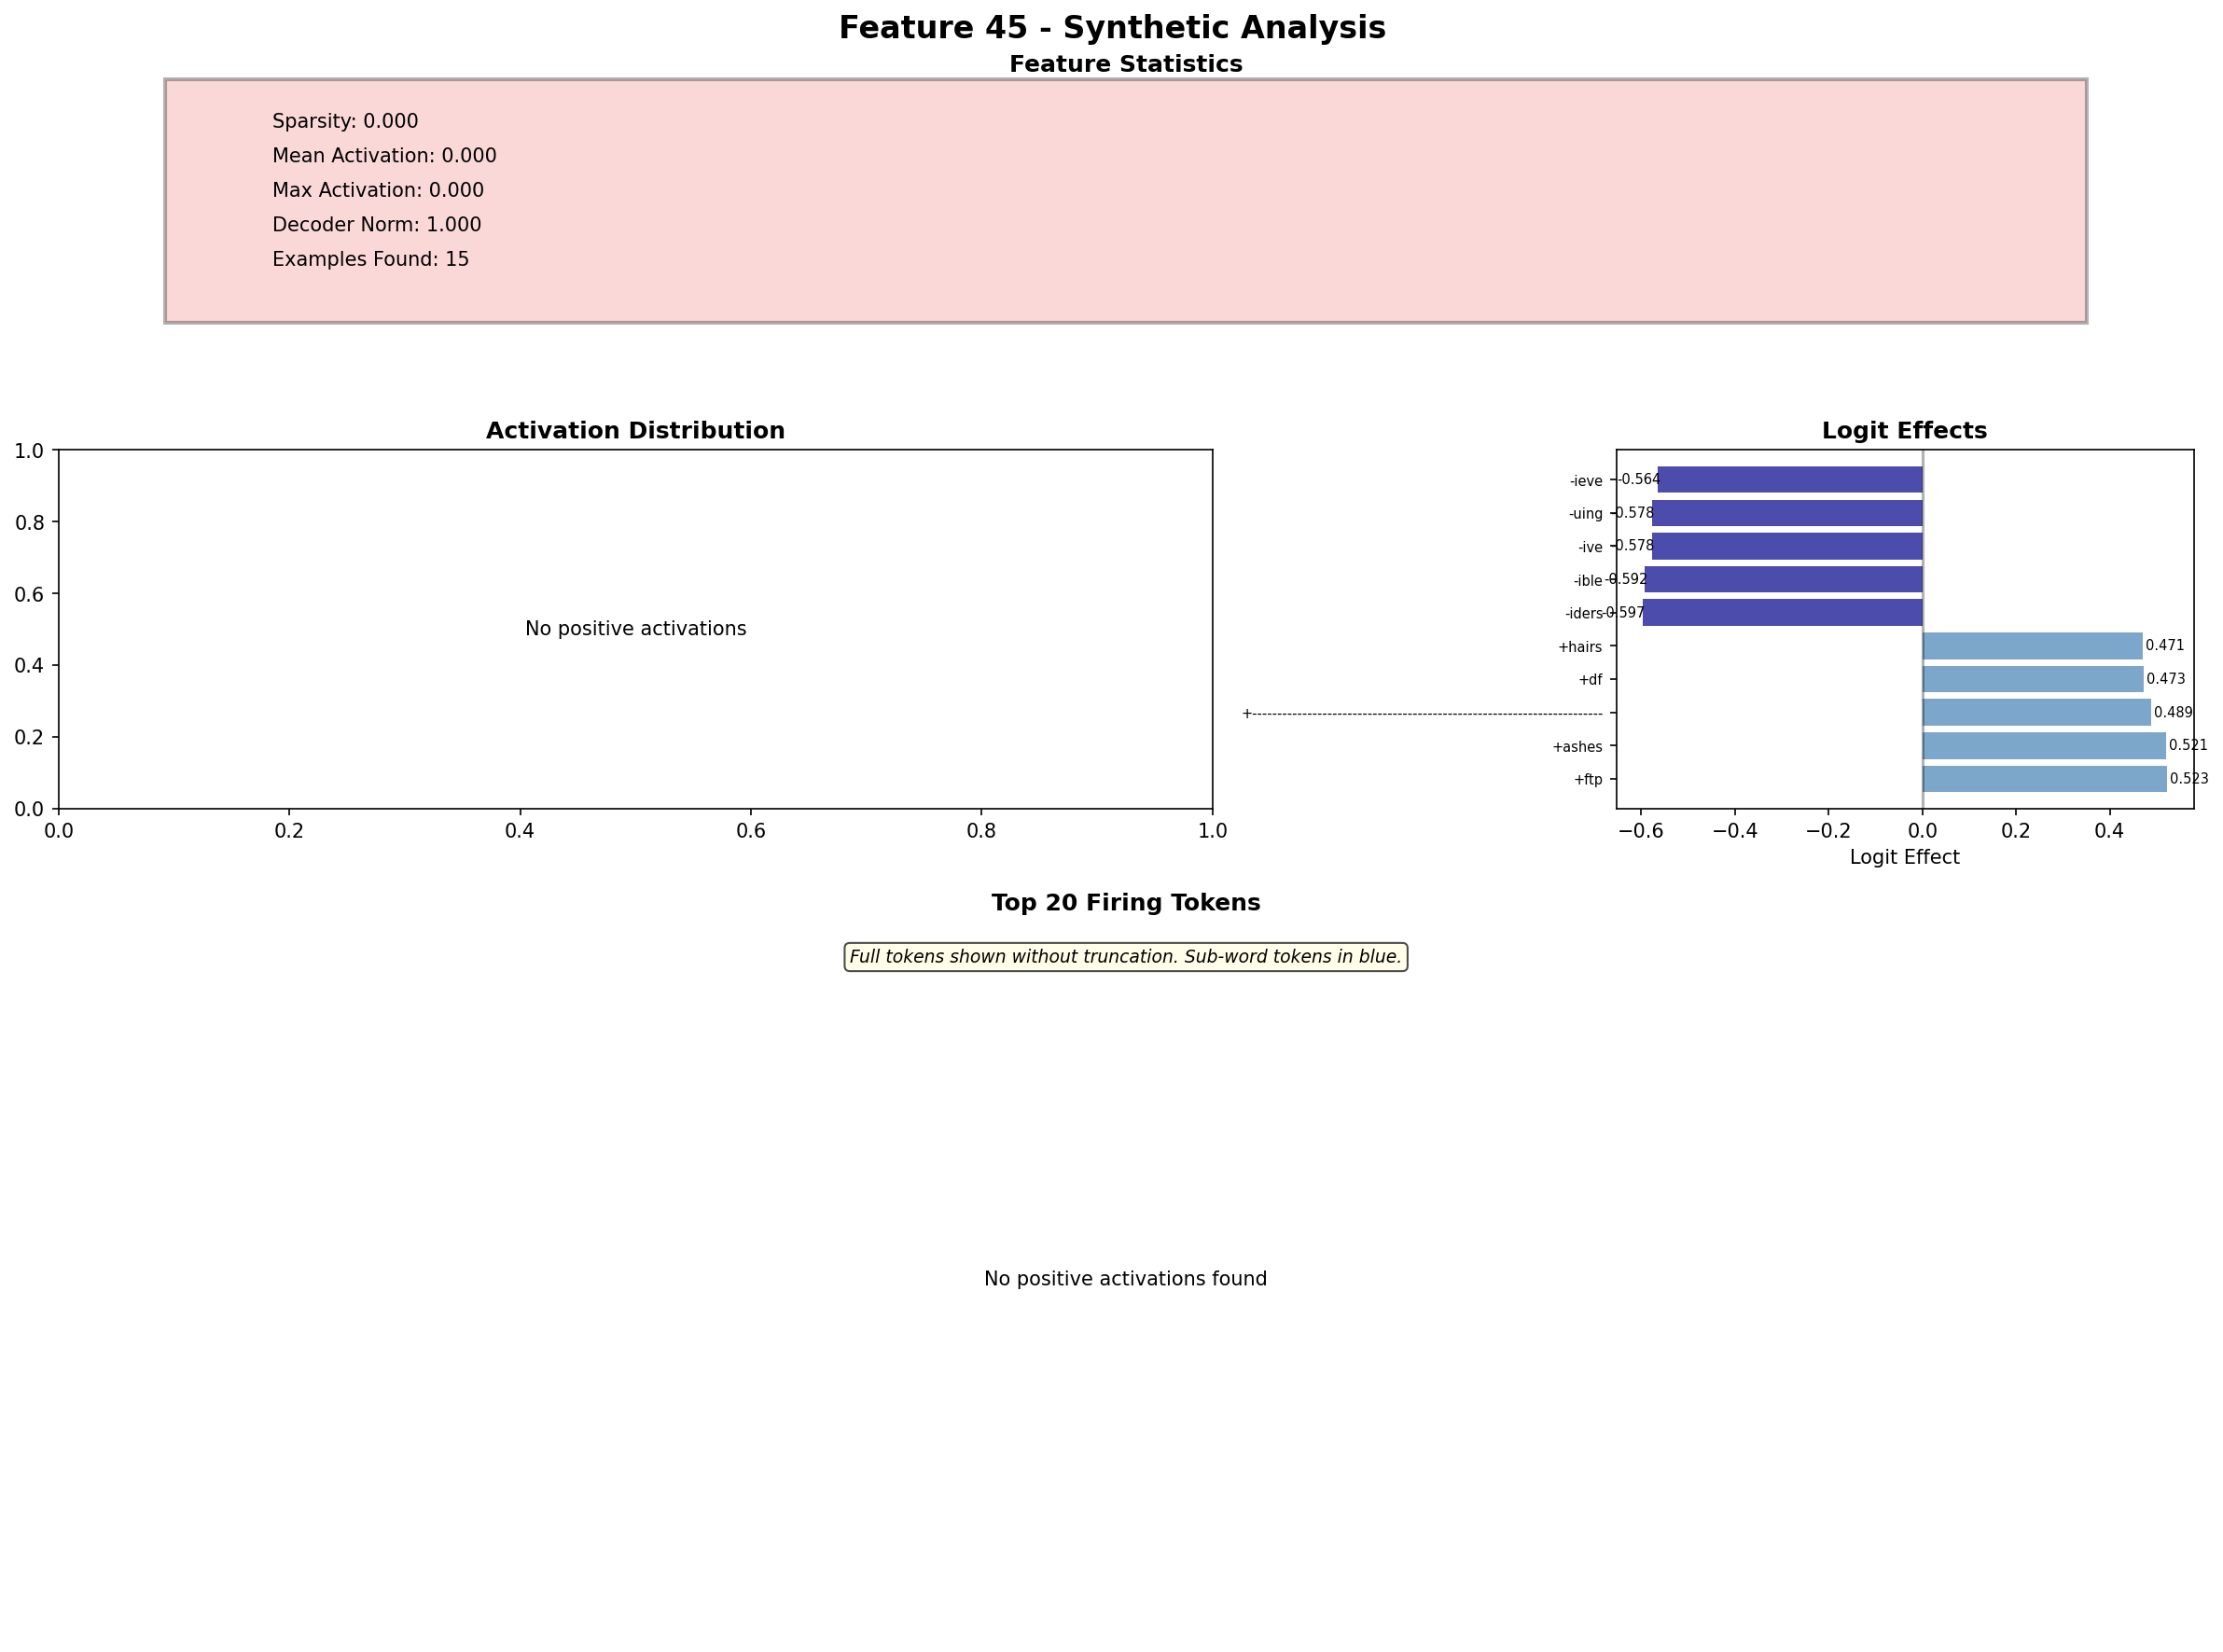 Feature 45 - Synthetic Analysis
Feature Statistics
Sparsity: 0.000
Mean Activation: 0.000
Max Activation: 0.000
Decoder Norm: 1.000
Examples Found: 15
Activation Distribution
1.0
0.8
0.6
0.4
0.2
0.0
No positive activations
0.0 0.2 0.4 0.6 0.8 1.0
Logit Effects
-ieve -0.564
-uing -0.578
-ive -0.578
-ible -0.592
-iders -0.597
+hairs 0.471
+df 0.473
+---------------------------------------------------------------- 0.489
+ashes 0.521
+ftp 0.523
−0.6 −0.4 −0.2 0.0 0.2 0.4
Logit Effect
Top 20 Firing Tokens
Full tokens shown without truncation. Sub-word tokens in blue.
No positive activations found